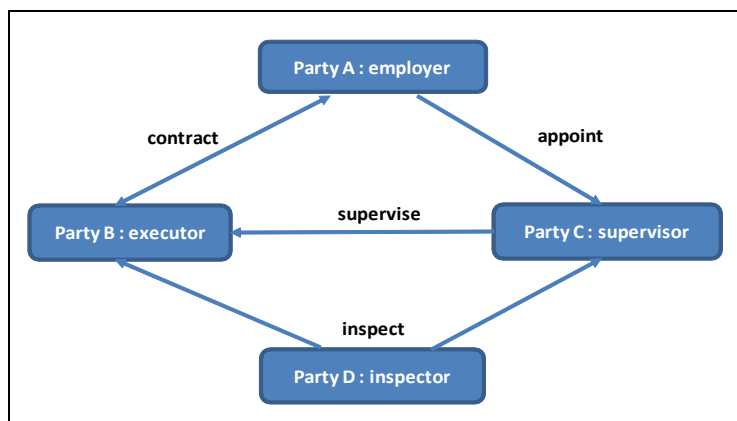 Party A : employer
contract
appoint
supervise
Party B : executor
Party C : supervisor
inspect
Party D : inspector